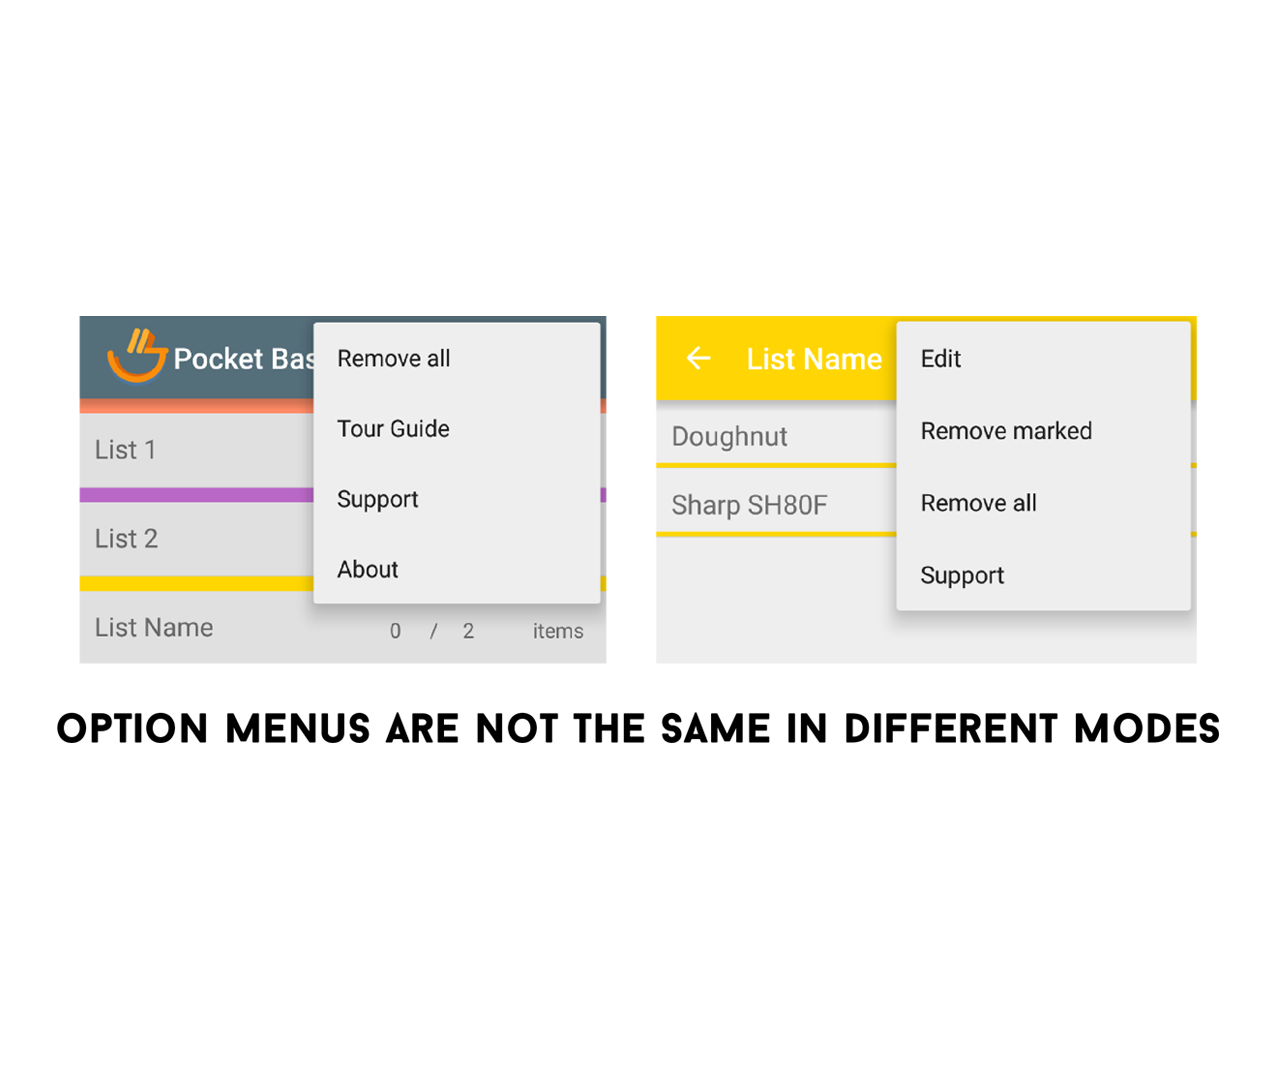 Pocket Bas
Remove all
Tour Guide
Support
About
List 1
List 2
List Name
0 / 2 items
List Name
Edit
Remove marked
Remove all
Support
Doughnut
Sharp SH80F
OPTION MENUS ARE NOT THE SAME IN DIFFERENT MODES